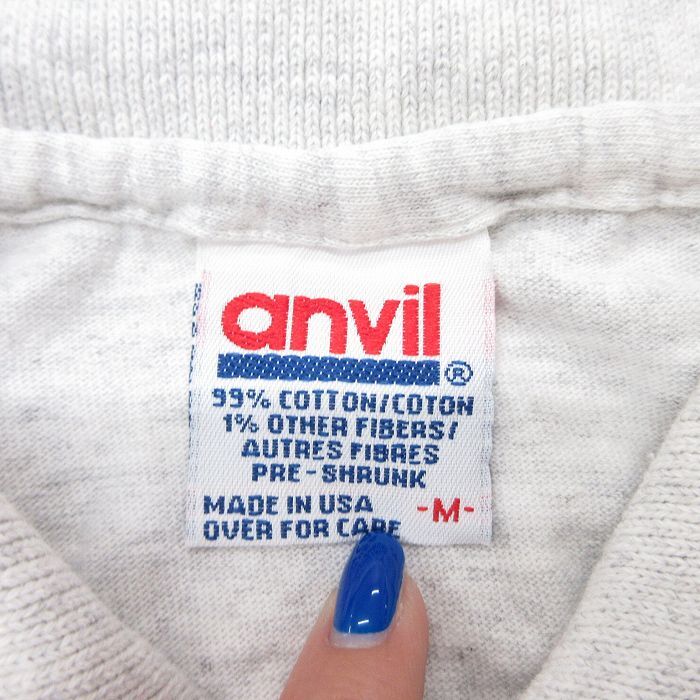 anvil
®
99% COTTON/COTON
1% OTHER FIBERS/
AUTRES FIBRES
PRE-SHRUNK
MADE IN USA -M-
OVER FOR CARE